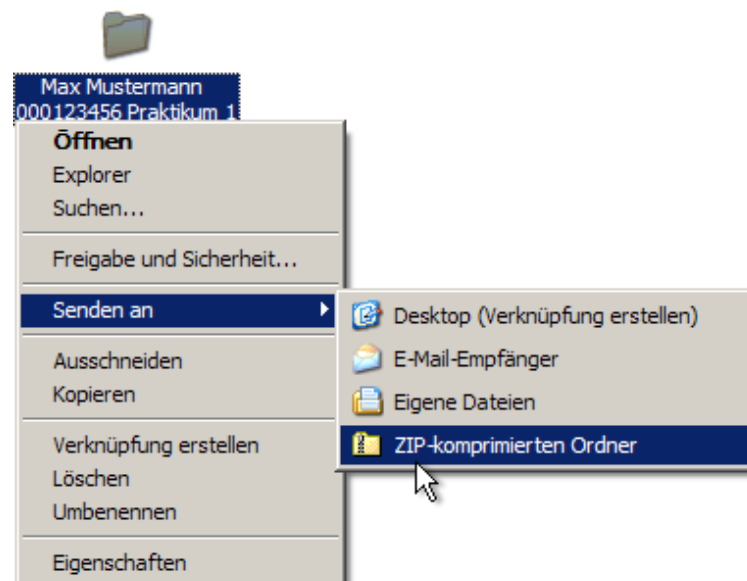 Max Mustermann
000123456 Praktikum 1
Öffnen
Explorer
Suchen...
Freigabe und Sicherheit...
Senden an
Desktop (Verknüpfung erstellen)
E-Mail-Empfänger
Eigene Dateien
ZIP-komprimierten Ordner
Ausschneiden
Kopieren
Verknüpfung erstellen
Löschen
Umbenennen
Eigenschaften